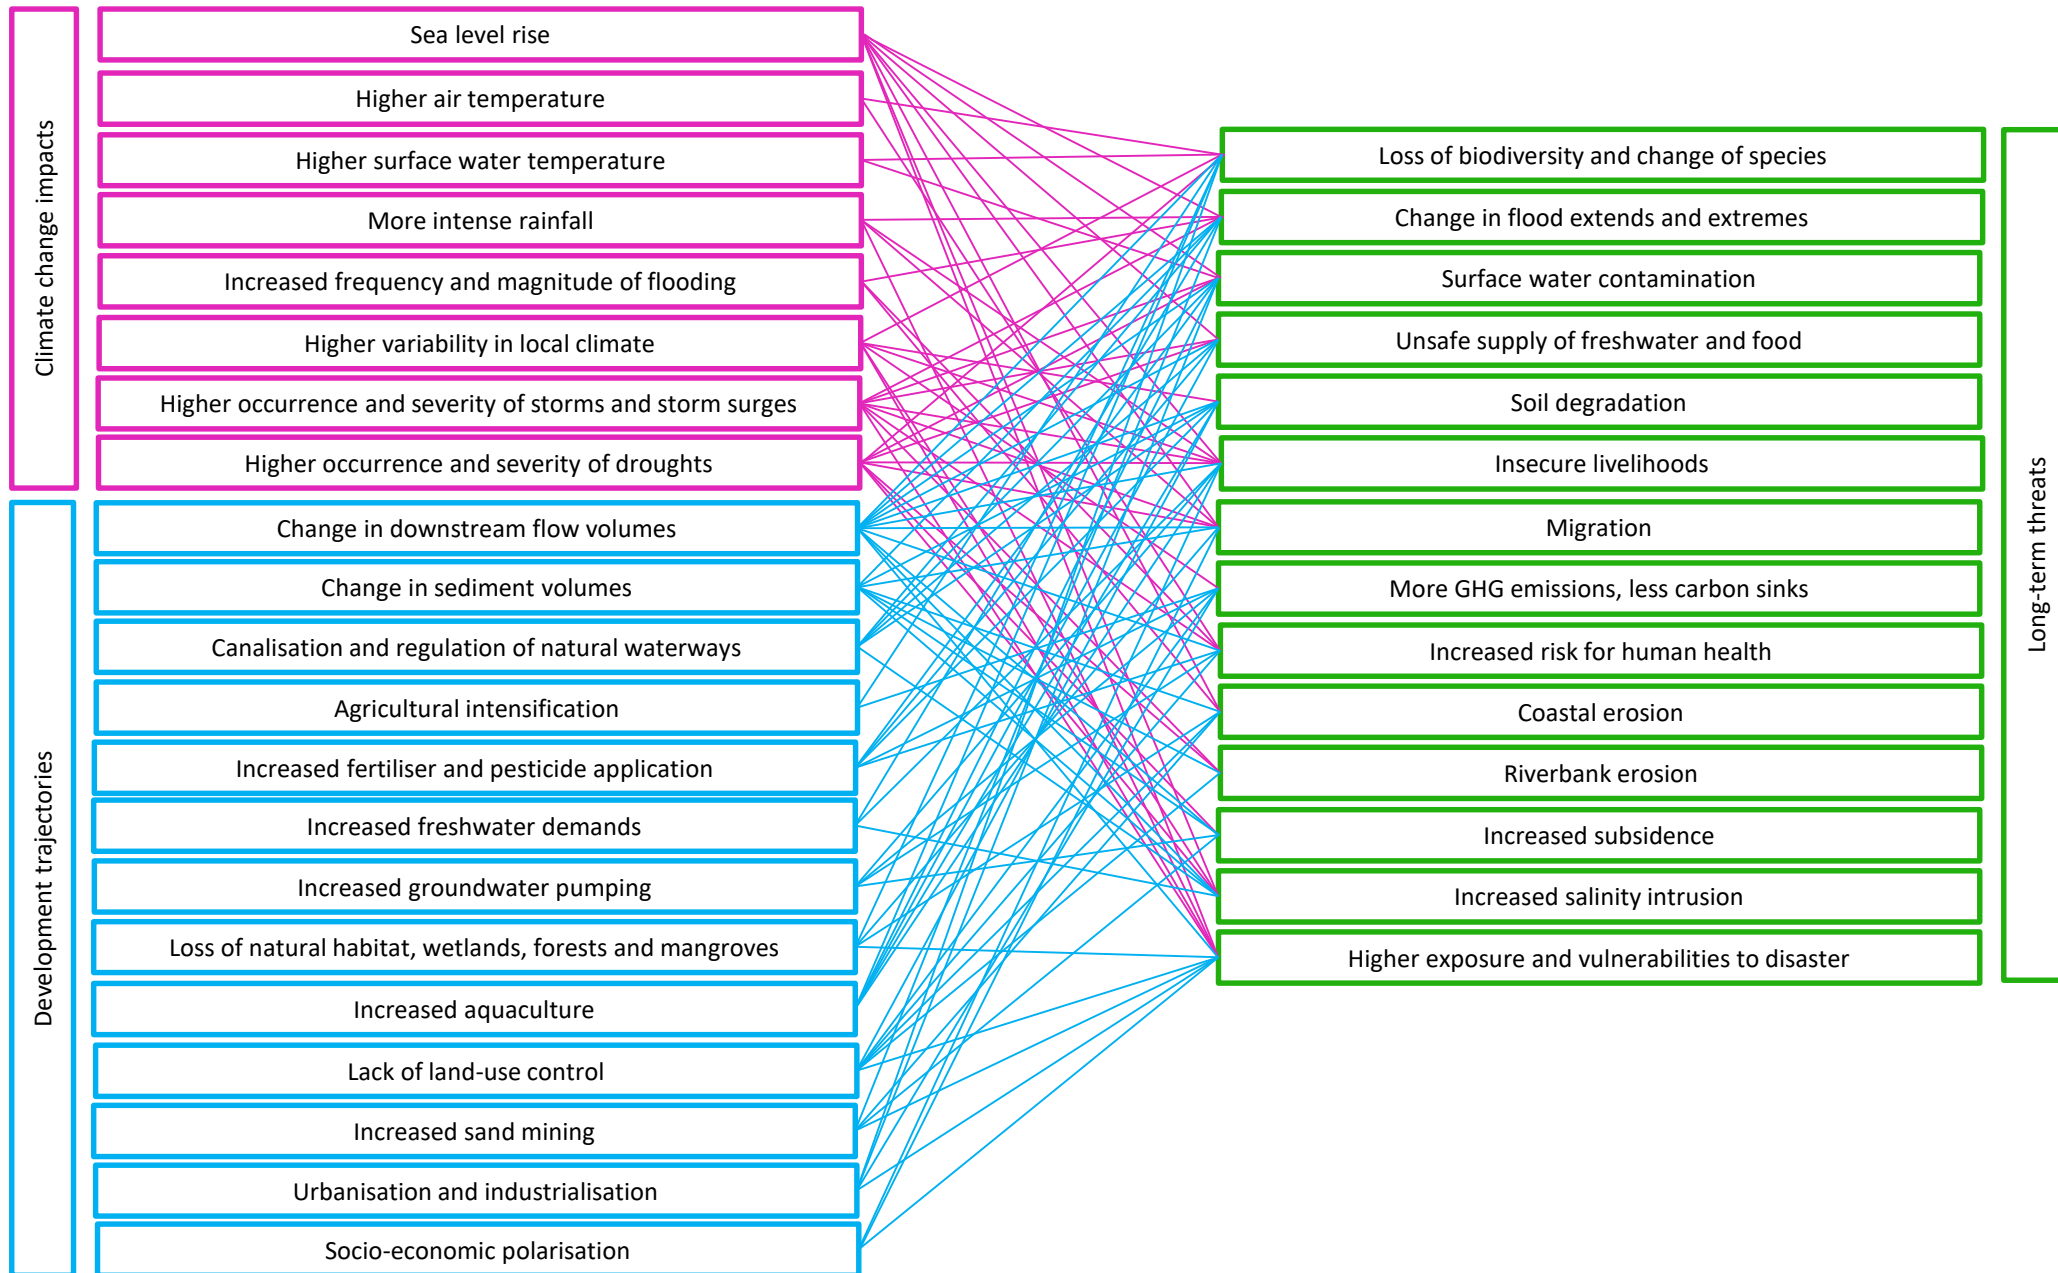 Climate change impacts
Sea level rise
Higher air temperature
Higher surface water temperature
More intense rainfall
Increased frequency and magnitude of flooding
Higher variability in local climate
Higher occurrence and severity of storms and storm surges
Higher occurrence and severity of droughts
Development trajectories
Change in downstream flow volumes
Change in sediment volumes
Canalisation and regulation of natural waterways
Agricultural intensification
Increased fertiliser and pesticide application
Increased freshwater demands
Increased groundwater pumping
Loss of natural habitat, wetlands, forests and mangroves
Increased aquaculture
Lack of land-use control
Increased sand mining
Urbanisation and industrialisation
Socio-economic polarisation
Loss of biodiversity and change of species
Change in flood extends and extremes
Surface water contamination
Unsafe supply of freshwater and food
Soil degradation
Insecure livelihoods
Migration
More GHG emissions, less carbon sinks
Increased risk for human health
Coastal erosion
Riverbank erosion
Increased subsidence
Increased salinity intrusion
Higher exposure and vulnerabilities to disaster
Long-term threats